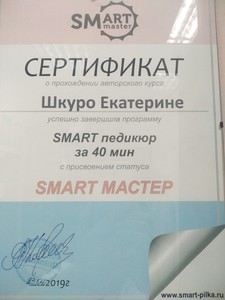 SMART
master
СЕРТИФИКАТ
о прохождении авторского курса
Шкуро Екатерине
успешно завершила программу
SMART педикюр
за 40 мин
с присвоением статуса
SMART МАСТЕР
2019г
www.smart-pilka.ru